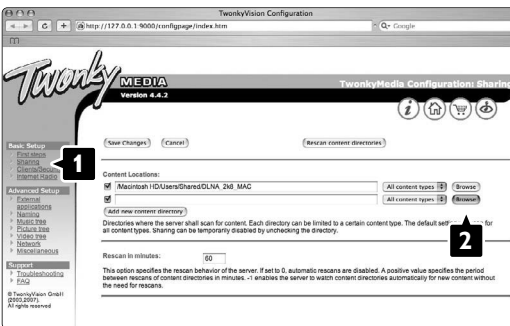 TwonkyVision Configuration
http://127.0.0.1:9000/configpage/index.htm
Google
Twonky
MEDIA
Version 4.4.2
TwonkyMedia Configuration: Sharing
Save Changes
Cancel
Rescan content directories
Basic Setup
First steps
Sharing
Clients/Security
Internet Radio
1
Content Locations:
/Macintosh HD/Users/Shared/DLNA_2k8_MAC
All content types
Browse
All content types
Browse
2
Add new content directory
Directories where the server shall scan for content. Each directory can be limited to a certain content type. The default
all content types. Sharing can be temporarily disabled by unchecking the directory.
Advanced Setup
External
applications
Naming
Music tree
Picture tree
Video tree
Network
Miscellaneous
Rescan in minutes:
60
This option specifies the rescan behavior of the server. If set to 0, automatic rescans are disabled. A positive value specifies the period
between rescans of content directories in minutes. -1 enables the server to watch content directories automatically for new content without
the need for rescans.
Support
Troubleshooting
FAQ
© TwonkyVision GmbH
(2003,2007).
All rights reserved